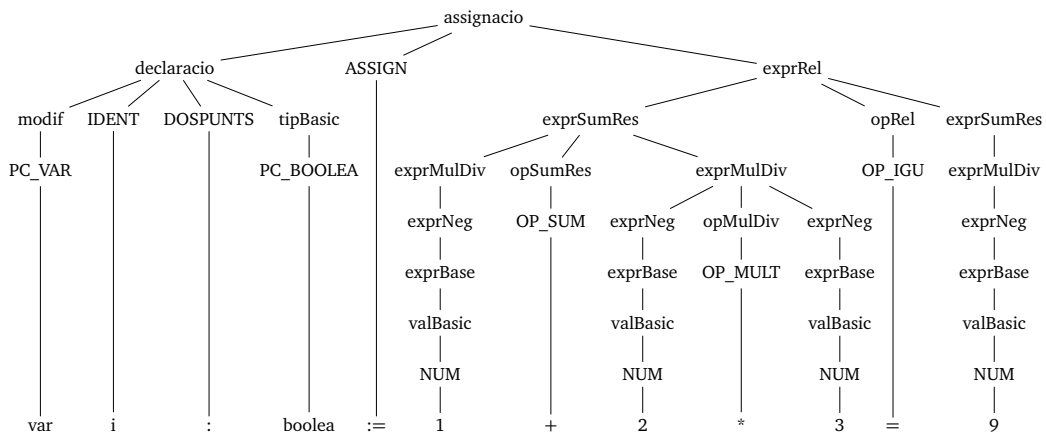 assignacio
declaracio ASSIGN exprRel
modif IDENT DOSPUNTS tipBasic exprSumRes opRel exprSumRes
PC_VAR PC_BOOLEA exprMulDiv opSumRes exprMulDiv OP_IGU exprMulDiv
exprNeg OP_SUM exprNeg opMulDiv exprNeg exprNeg
exprBase exprBase OP_MULT exprBase exprBase
valBasic valBasic valBasic valBasic
NUM NUM NUM NUM
var i : boolea := 1 + 2 * 3 = 9